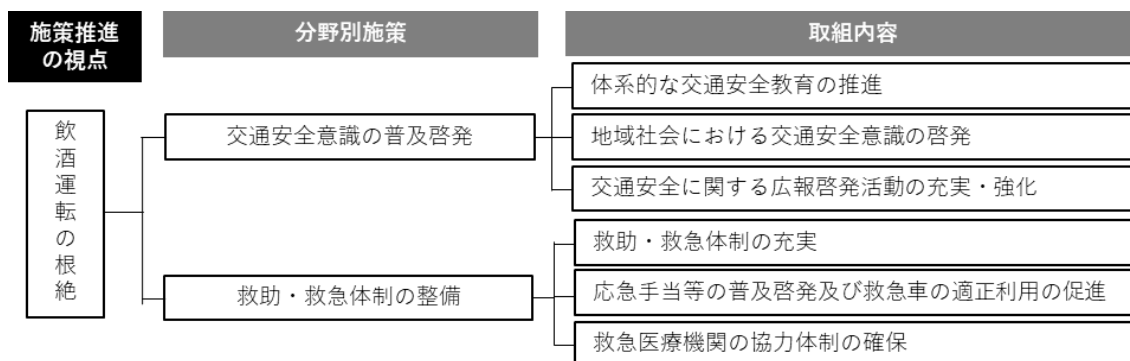 施策推進
の視点
分野別施策
取組内容
飲酒運転の根絶
交通安全意識の普及啓発
体系的な交通安全教育の推進
地域社会における交通安全意識の啓発
交通安全に関する広報啓発活動の充実・強化
救助・救急体制の整備
救助・救急体制の充実
応急手当等の普及啓発及び救急車の適正利用の促進
救急医療機関の協力体制の確保